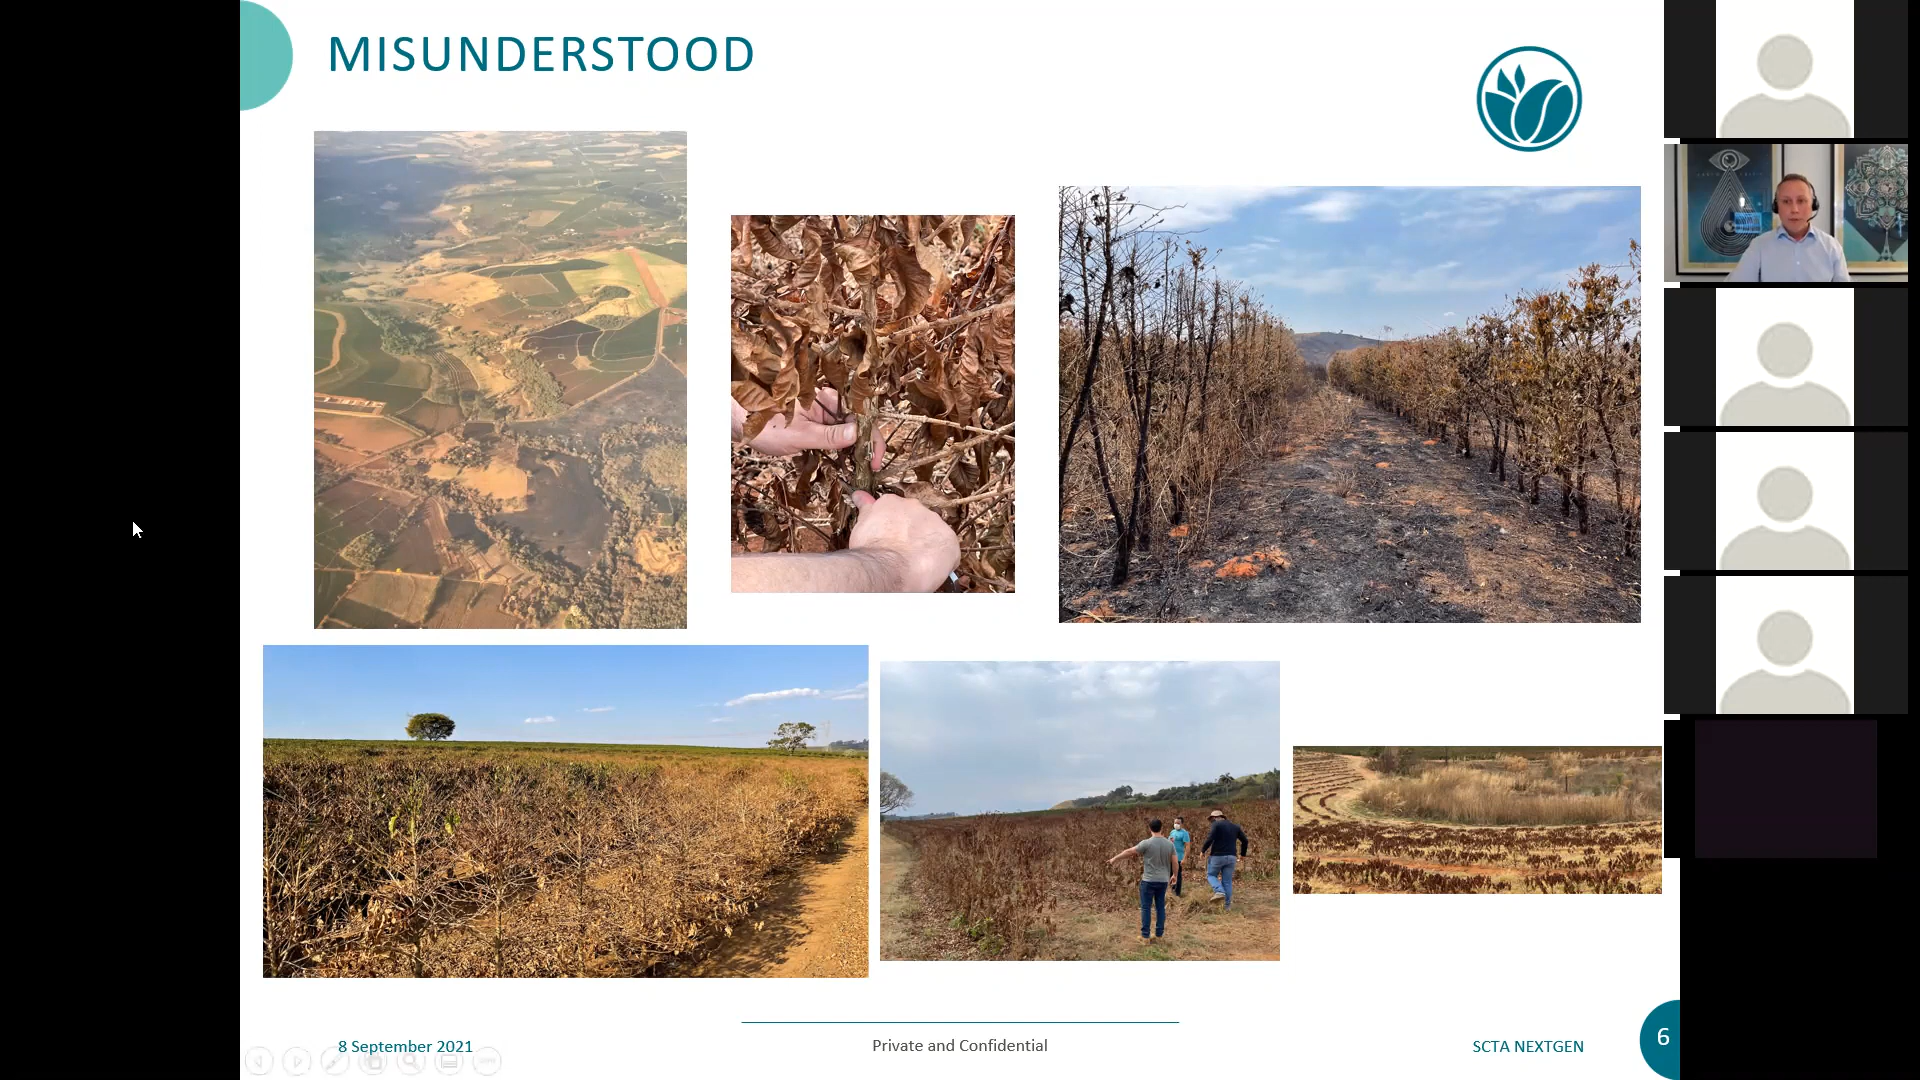 MISUNDERSTOOD
8 September 2021
Private and Confidential
SCTA NEXTGEN
6